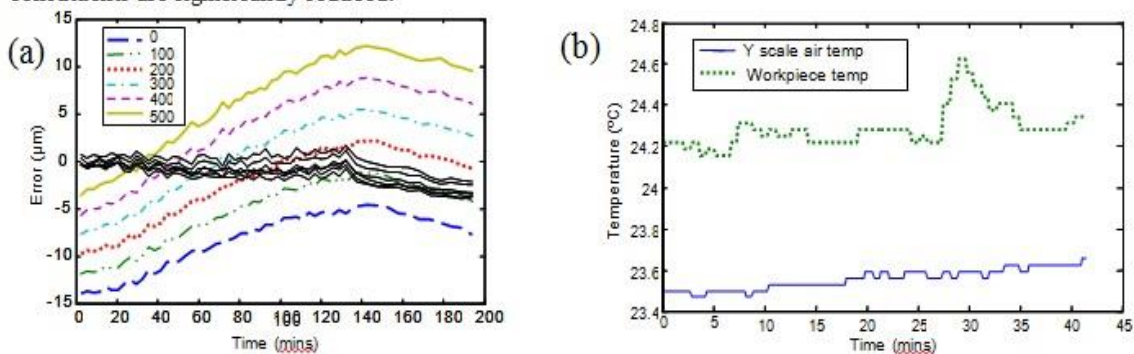 (a)
15
10
5
0
-5
-10
-15
Error (µm)
0
100
200
300
400
500
0 20 40 60 80 100 120 140 160 180 200
100
Time (mins)
(b)
24.8
24.6
24.4
24.2
24
23.8
23.6
23.4
Temperature (ºC)
Y scale air temp
Workpiece temp
0 5 10 15 20 25 30 35 40 45
Time (mins)